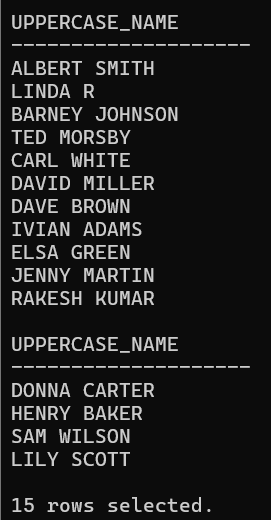 UPPERCASE_NAME
--------------------
ALBERT SMITH
LINDA R
BARNEY JOHNSON
TED MORSBY
CARL WHITE
DAVID MILLER
DAVE BROWN
IVIAN ADAMS
ELSA GREEN
JENNY MARTIN
RAKESH KUMAR
UPPERCASE_NAME
--------------------
DONNA CARTER
HENRY BAKER
SAM WILSON
LILY SCOTT
15 rows selected.